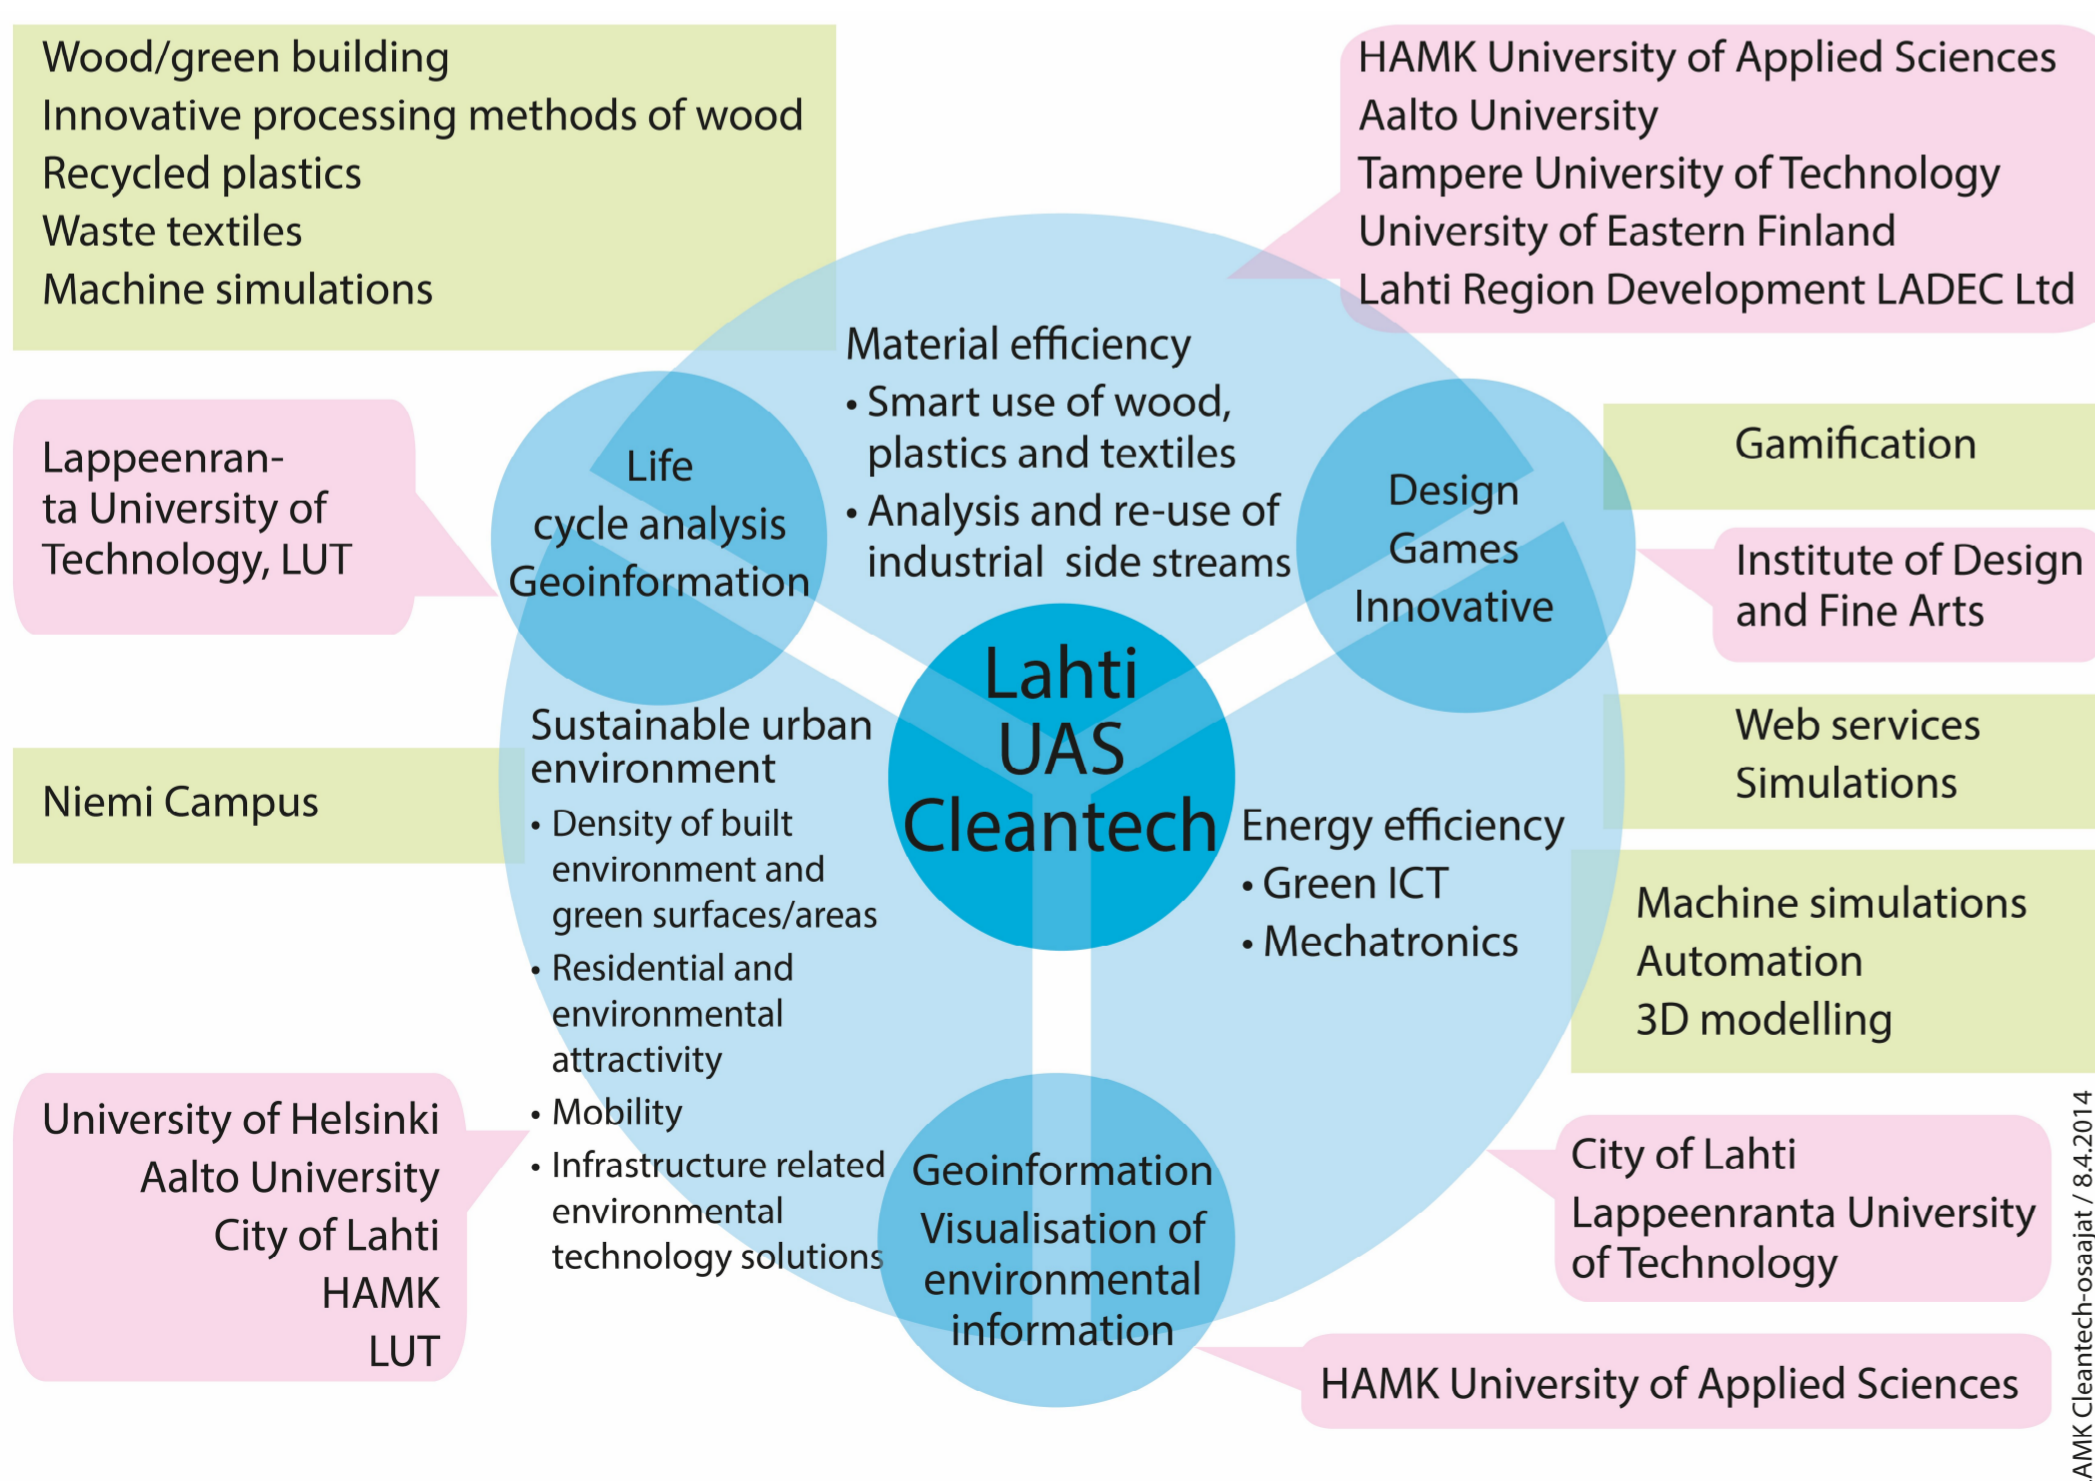 Wood/green building
Innovative processing methods of wood
Recycled plastics
Waste textiles
Machine simulations
HAMK University of Applied Sciences
Aalto University
Tampere University of Technology
University of Eastern Finland
Lahti Region Development LADEC Ltd
Material efficiency
• Smart use of wood,
plastics and textiles
• Analysis and re-use of
industrial side streams
Lappeenran-
ta University of
Technology, LUT
Life
cycle analysis
Geoinformation
Design
Games
Innovative
Gamification
Institute of Design
and Fine Arts
Lahti
UAS
Cleantech
Niemi Campus
Sustainable urban
environment
• Density of built
environment and
green surfaces/areas
• Residential and
environmental
attractivity
• Mobility
• Infrastructure related
environmental
technology solutions
Energy efficiency
• Green ICT
• Mechatronics
Web services
Simulations
Machine simulations
Automation
3D modelling
University of Helsinki
Aalto University
City of Lahti
HAMK
LUT
Geoinformation
Visualisation of
environmental
information
City of Lahti
Lappeenranta University
of Technology
HAMK University of Applied Sciences
AMK Cleantech-osaajat / 8.4.2014